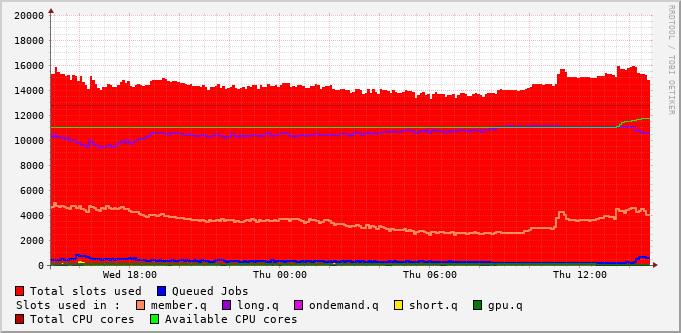 20000
18000
16000
14000
12000
10000
8000
6000
4000
2000
0
Wed 18:00 Thu 00:00 Thu 06:00 Thu 12:00
RRDTOOL / TOBI OETIKER
Total slots used Queued Jobs
Slots used in : member.q long.q ondemand.q short.q gpu.q
Total CPU cores Available CPU cores